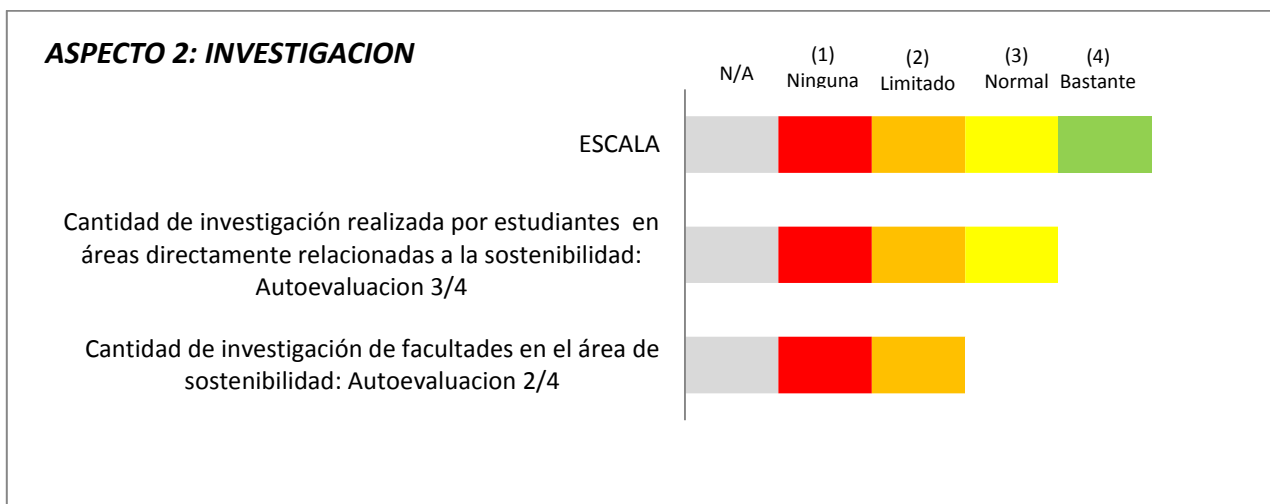 ASPECTO 2: INVESTIGACION
N/A
(1)
Ninguna
(2)
Limitado
(3)
Normal
(4)
Bastante
ESCALA
Cantidad de investigación realizada por estudiantes en
áreas directamente relacionadas a la sostenibilidad:
Autoevaluacion 3/4
Cantidad de investigación de facultades en el área de
sostenibilidad: Autoevaluacion 2/4